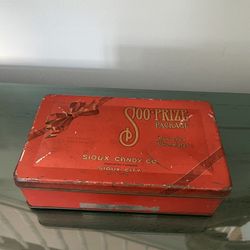 SOO-PRIZE
PACKAGE
SIOUX CANDY CO.
SIOUX CITY